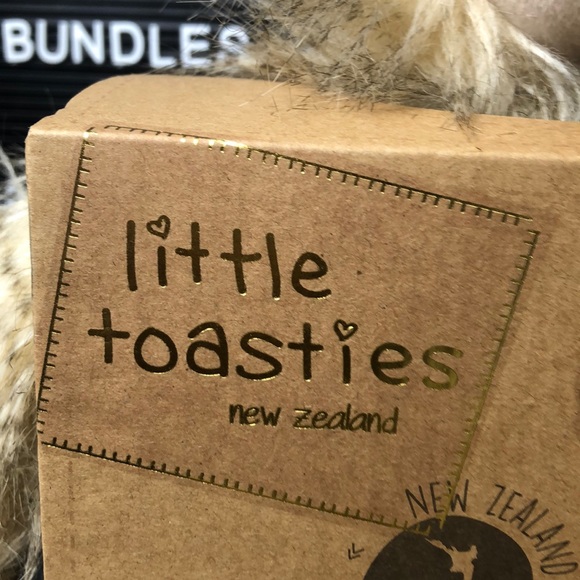 BUNDLES
little
toasties
new zealand
NEW ZEALAND